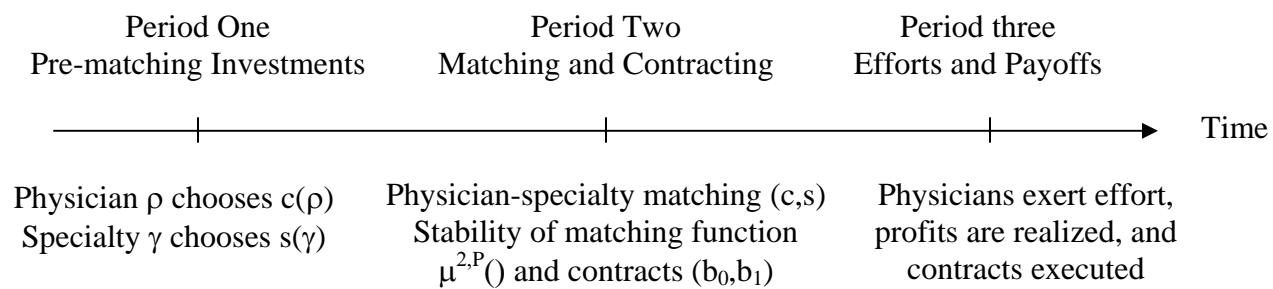 Period One
Pre-matching Investments
Period Two
Matching and Contracting
Period three
Efforts and Payoffs
Time
Physician ρ chooses c(ρ)
Specialty γ chooses s(γ)
Physician-specialty matching (c,s)
Stability of matching function
μ²,ᴾ() and contracts (b₀,b₁)
Physicians exert effort,
profits are realized, and
contracts executed